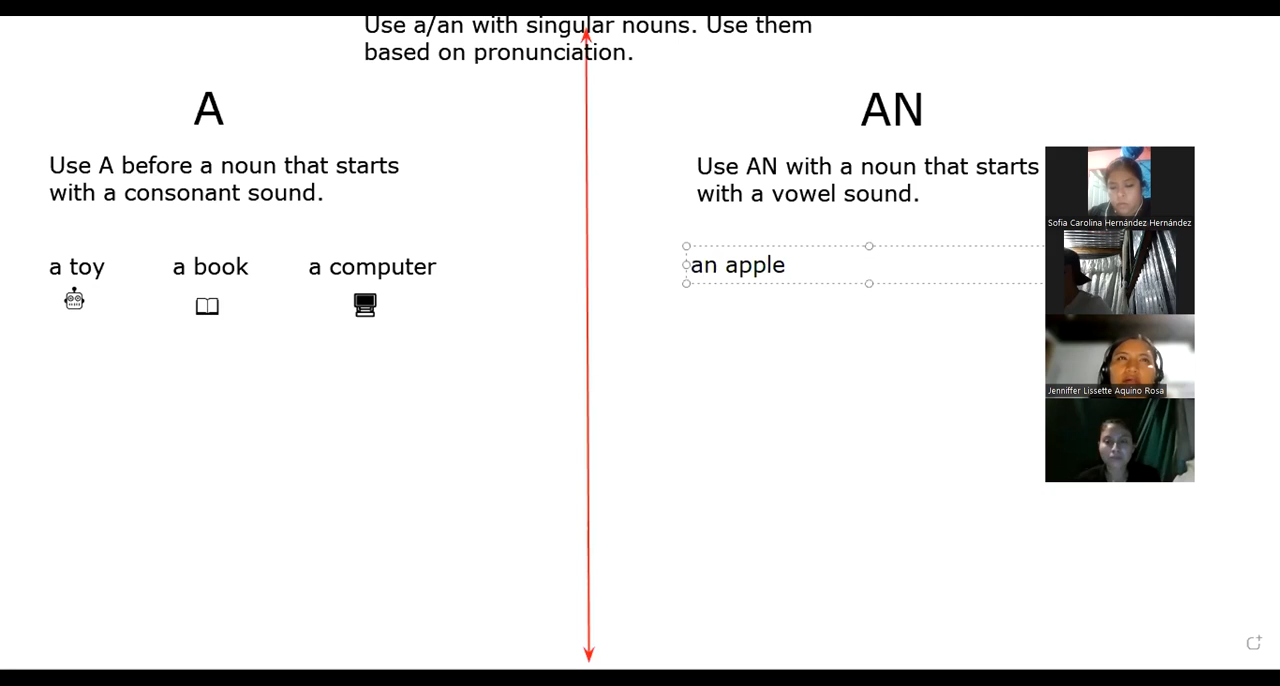 Use a/an with singular nouns. Use them
based on pronunciation.
A
Use A before a noun that starts
with a consonant sound.
a toy a book a computer
AN
Use AN with a noun that starts
with a vowel sound.
an apple
Sofia Carolina Hernández Hernández
Jenniffer Lissette Aquino Rosa